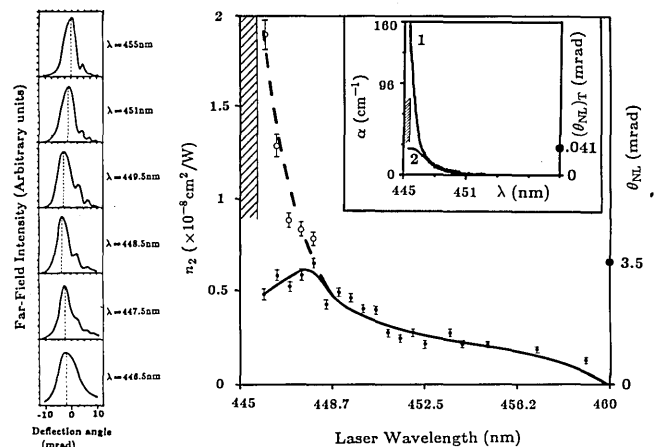 Far-Field Intensity (Arbitrary units)
λ=455nm
λ=451nm
λ=449.5nm
λ=448.5nm
λ=447.5nm
λ=446.5nm
-10 0 10
Deflection angle
(mrad)
n₂ (×10⁻⁸cm²/W)
2
1.5
1
0.5
0
445 448.7 452.5 456.2 460
Laser Wavelength (nm)
θNL (mrad)
3.5
0
α (cm⁻¹)
160
80
0
1
2
445 451 λ (nm)
(θNL)T (mrad)
.041
0